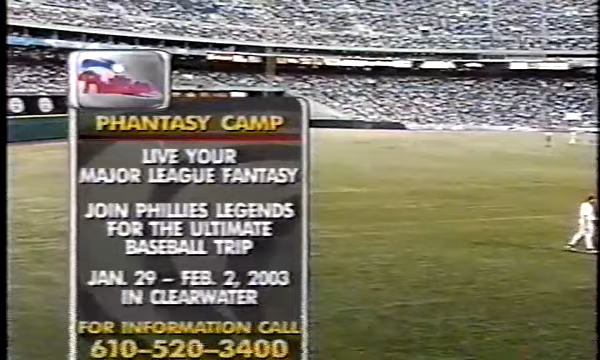 PHANTASY CAMP
LIVE YOUR
MAJOR LEAGUE FANTASY
JOIN PHILLIES LEGENDS
FOR THE ULTIMATE
BASEBALL TRIP
JAN. 29 – FEB. 2, 2003
IN CLEARWATER
FOR INFORMATION CALL
610–520–3400